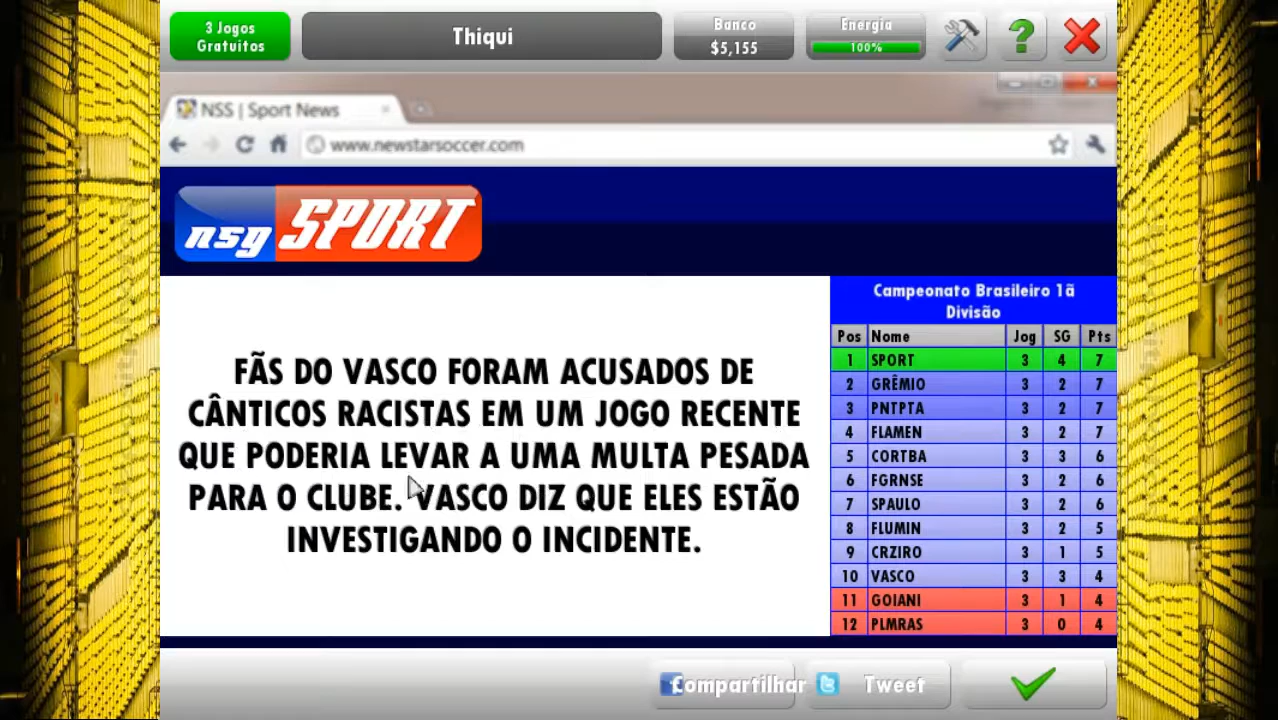 3 Jogos
Gratuitos
Thiqui
Banco
$5,155
Energia
100%
?
NSS | Sport News
www.newstarsoccer.com
nsg SPORT
FÃS DO VASCO FORAM ACUSADOS DE
CÂNTICOS RACISTAS EM UM JOGO RECENTE
QUE PODERIA LEVAR A UMA MULTA PESADA
PARA O CLUBE. VASCO DIZ QUE ELES ESTÃO
INVESTIGANDO O INCIDENTE.
Campeonato Brasileiro 1ã
Divisão
Pos Nome Jog SG Pts
1 SPORT 3 4 7
2 GRÊMIO 3 2 7
3 PNTPTA 3 2 7
4 FLAMEN 3 2 7
5 CORTBA 3 3 6
6 FGRNSE 3 2 6
7 SPAULO 3 2 6
8 FLUMIN 3 2 5
9 CRZIRO 3 1 5
10 VASCO 3 3 4
11 GOIANI 3 1 4
12 PLMRAS 3 0 4
Compartilhar
Tweet